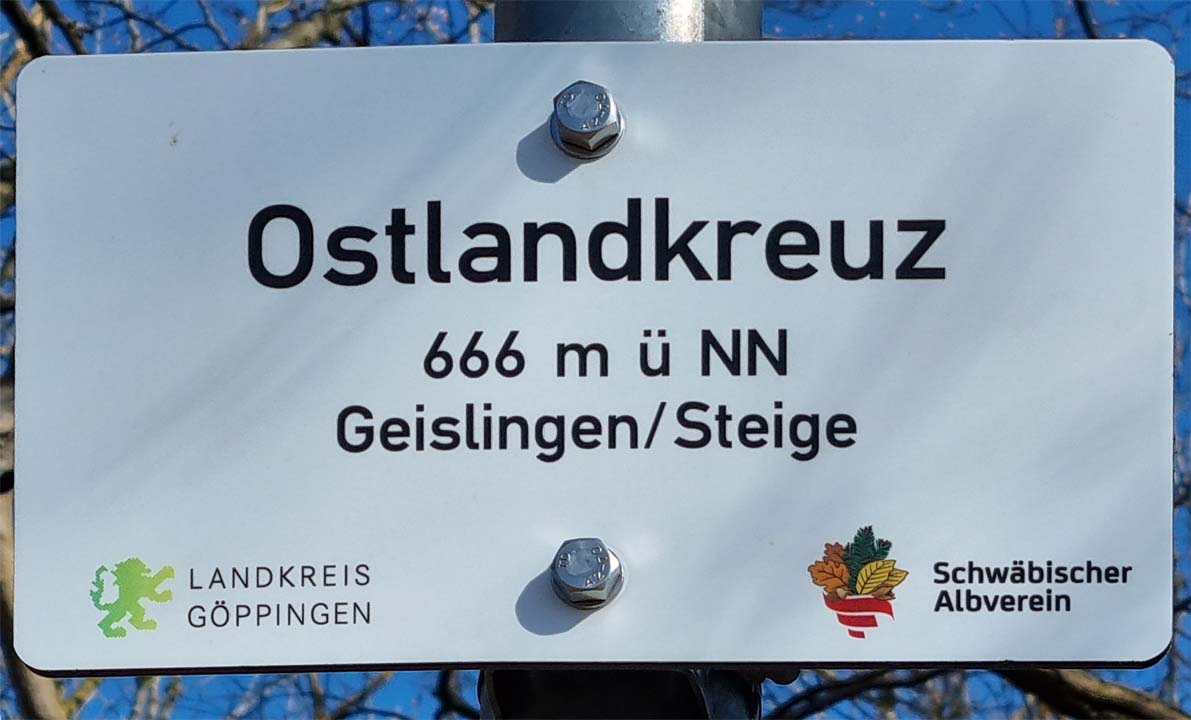 Ostlandkreuz
666 m ü NN
Geislingen/Steige
LANDKREIS
GÖPPINGEN
Schwäbischer
Albverein